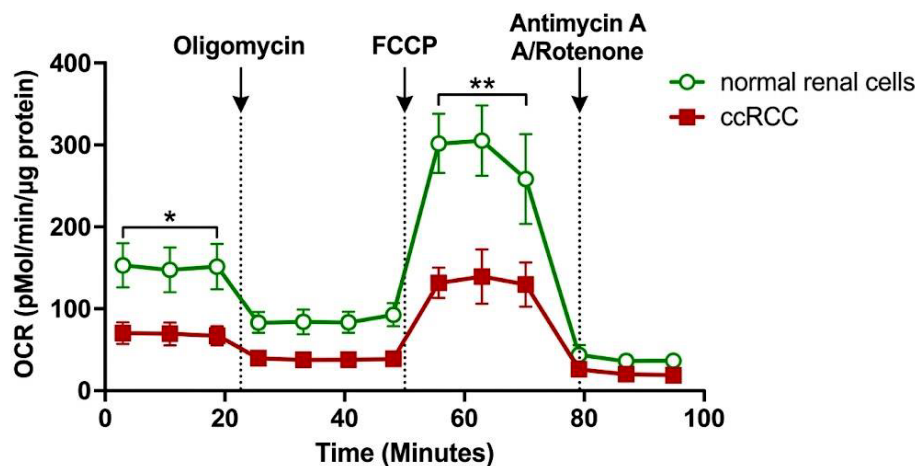 Oligomycin
FCCP
Antimycin A
A/Rotenone
normal renal cells
ccRCC
*
**
OCR (pMol/min/µg protein)
400
300
200
100
0
0 20 40 60 80 100
Time (Minutes)